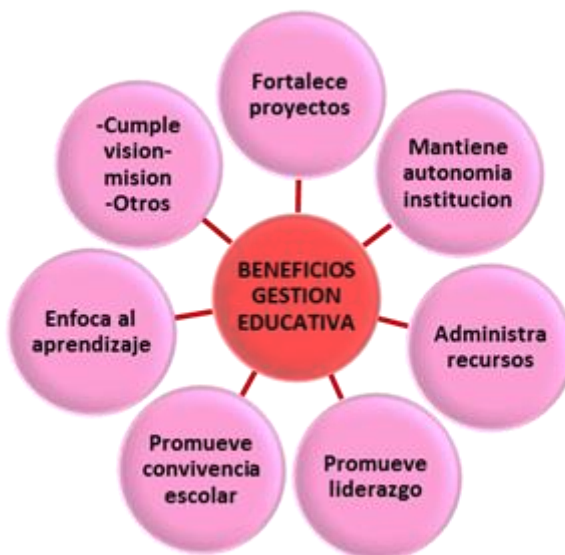 Fortalece
proyectos
Mantiene
autonomia
institucion
Administra
recursos
Promueve
liderazgo
Promueve
convivencia
escolar
Enfoca al
aprendizaje
-Cumple
vision-
mision
-Otros
BENEFICIOS
GESTION
EDUCATIVA